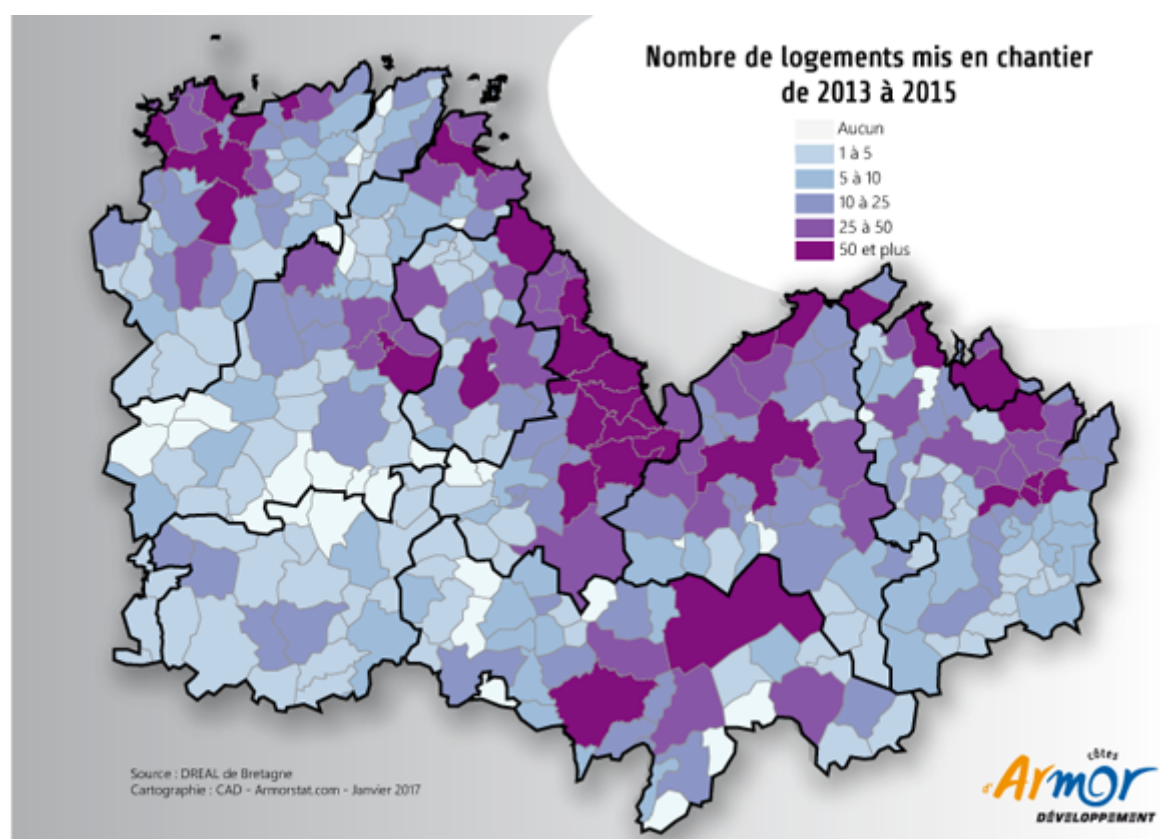 Nombre de logements mis en chantier
de 2013 à 2015
Aucun
1 à 5
5 à 10
10 à 25
25 à 50
50 et plus
Source : DREAL de Bretagne
Cartographie : CAD - Armorstat.com - Janvier 2017
côtes
d'Armor
DÉVELOPPEMENT